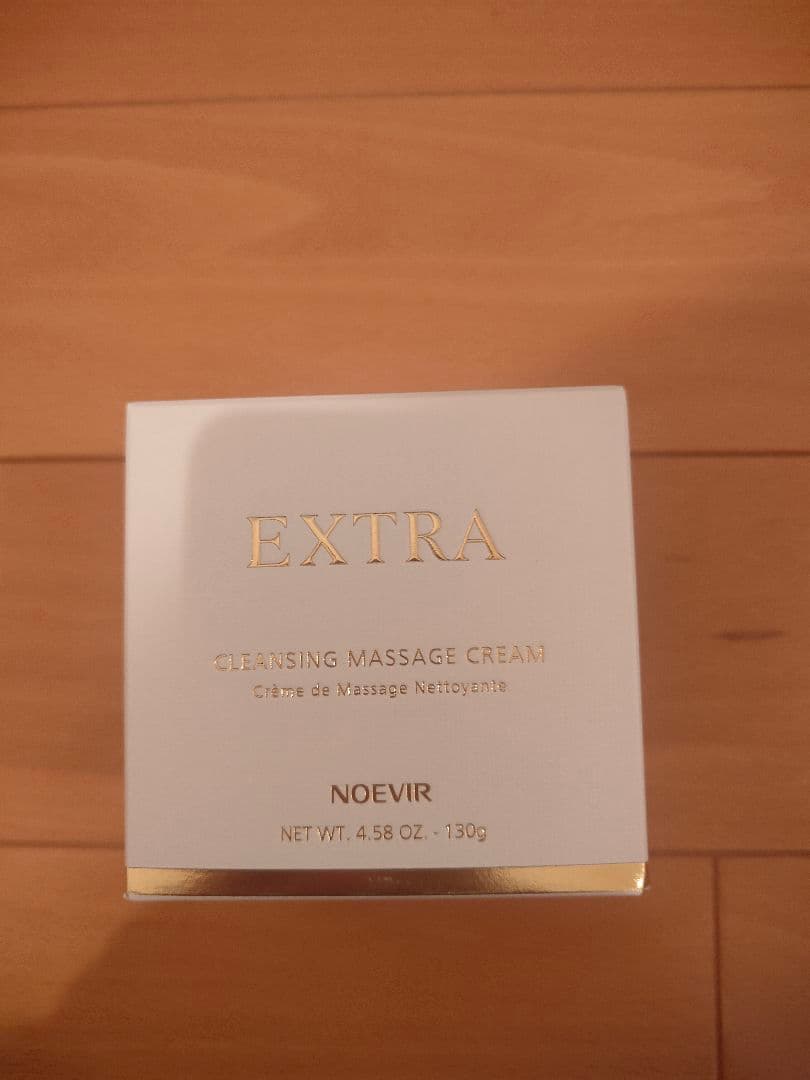 EXTRA
CLEANSING MASSAGE CREAM
Crème de Massage Nettoyante
NOEVIR
NET WT. 4.58 OZ. - 130g